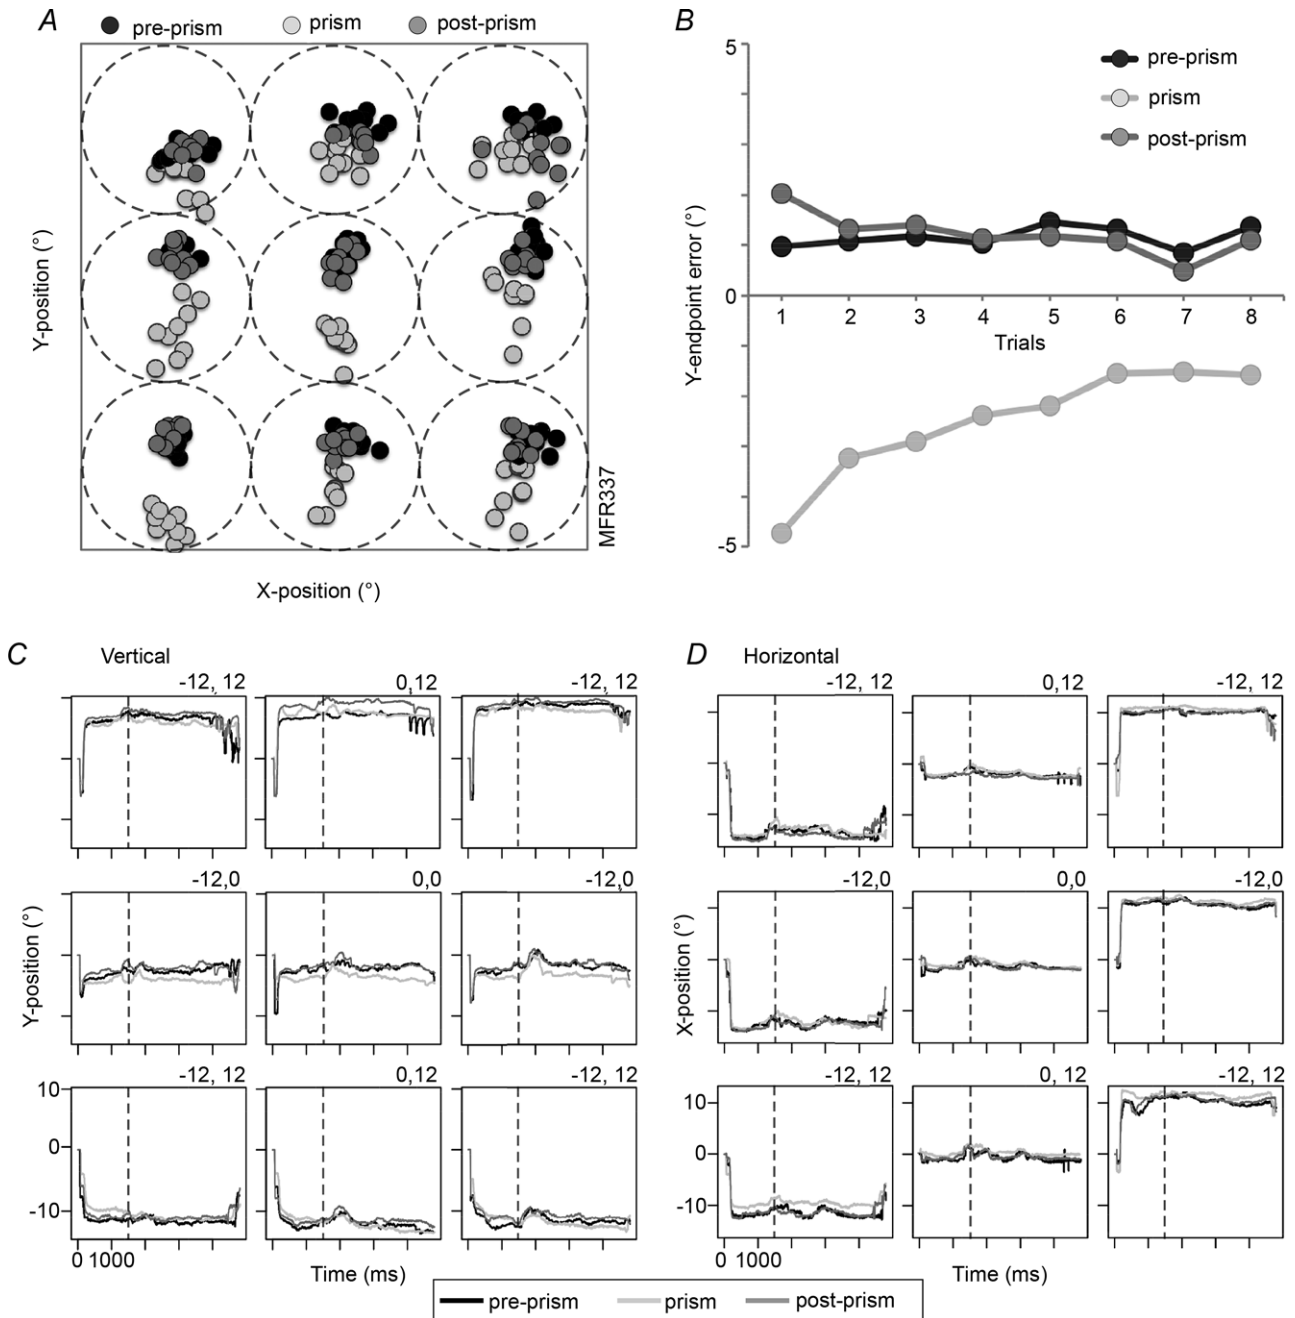 A
pre-prism
prism
post-prism
Y-position (°)
X-position (°)
MFR337
B
5
0
-5
Y-endpoint error (°)
pre-prism
prism
post-prism
1 2 3 4 5 6 7 8
Trials
C
Vertical
-12, 12
0,12
-12, 12
-12,0
0,0
-12,0
Y-position (°)
-12, 12
0,12
-12, 12
10
0
-10
0 1000
Time (ms)
D
Horizontal
-12, 12
0,12
-12, 12
-12,0
0,0
-12,0
X-position (°)
-12, 12
0, 12
-12, 12
10
0
-10
0 1000
Time (ms)
pre-prism
prism
post-prism